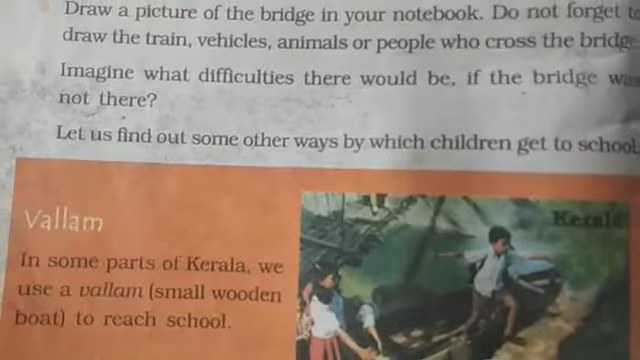 Draw a picture of the bridge in your notebook. Do not forget
draw the train, vehicles, animals or people who cross the
Imagine what difficulties there would be, if the bridge
not there?
Let us find out some other ways by which children get to school
Vallam
Kerala
In some parts of Kerala, we
use a vallam (small wooden
boat) to reach school.